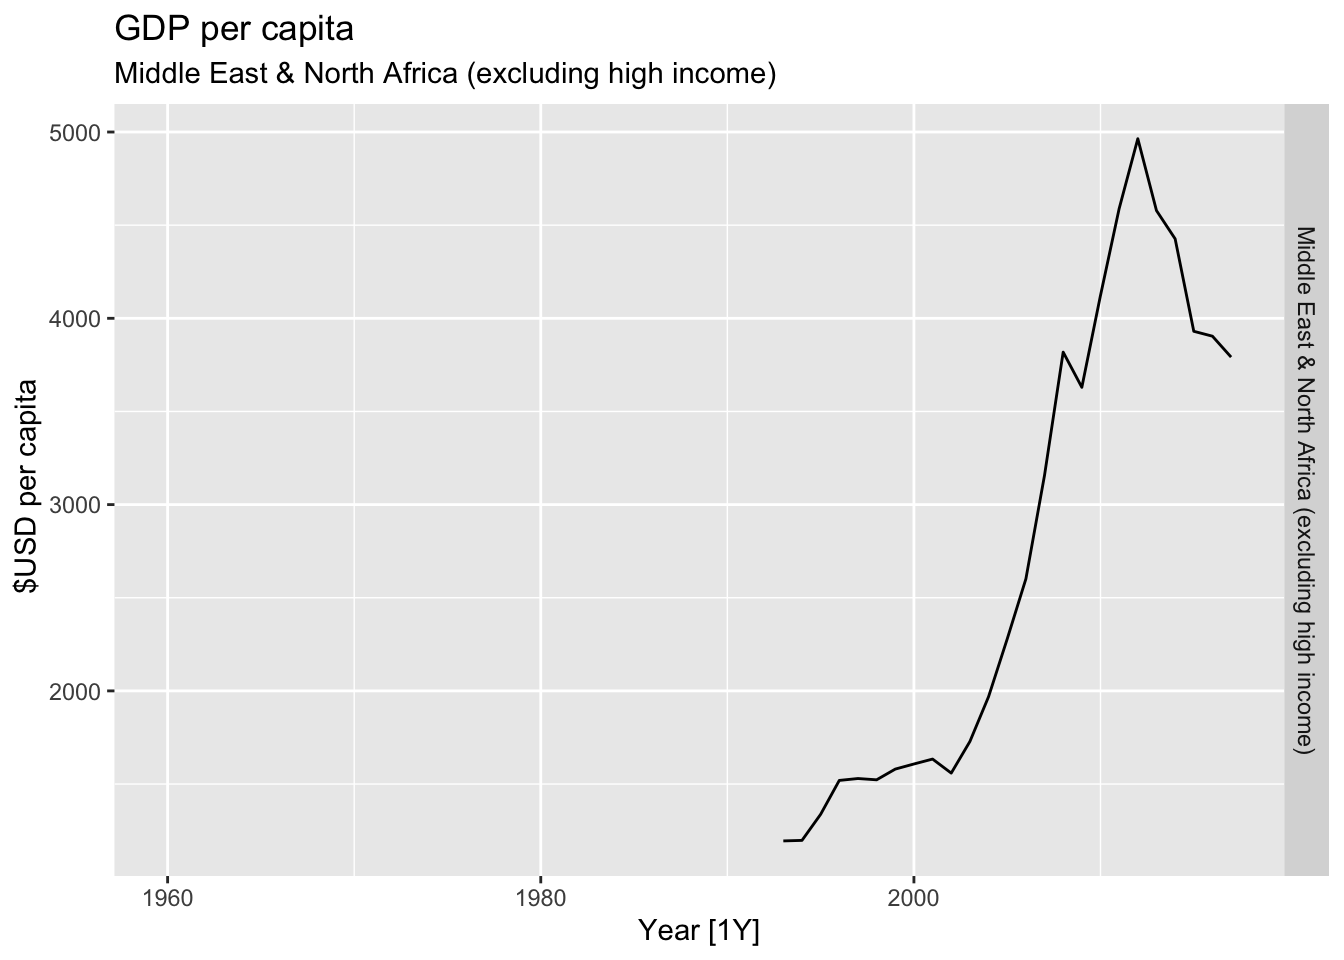 GDP per capita
Middle East & North Africa (excluding high income)
5000
4000
3000
2000
$USD per capita
Middle East & North Africa (excluding high income)
1960
1980
2000
Year [1Y]